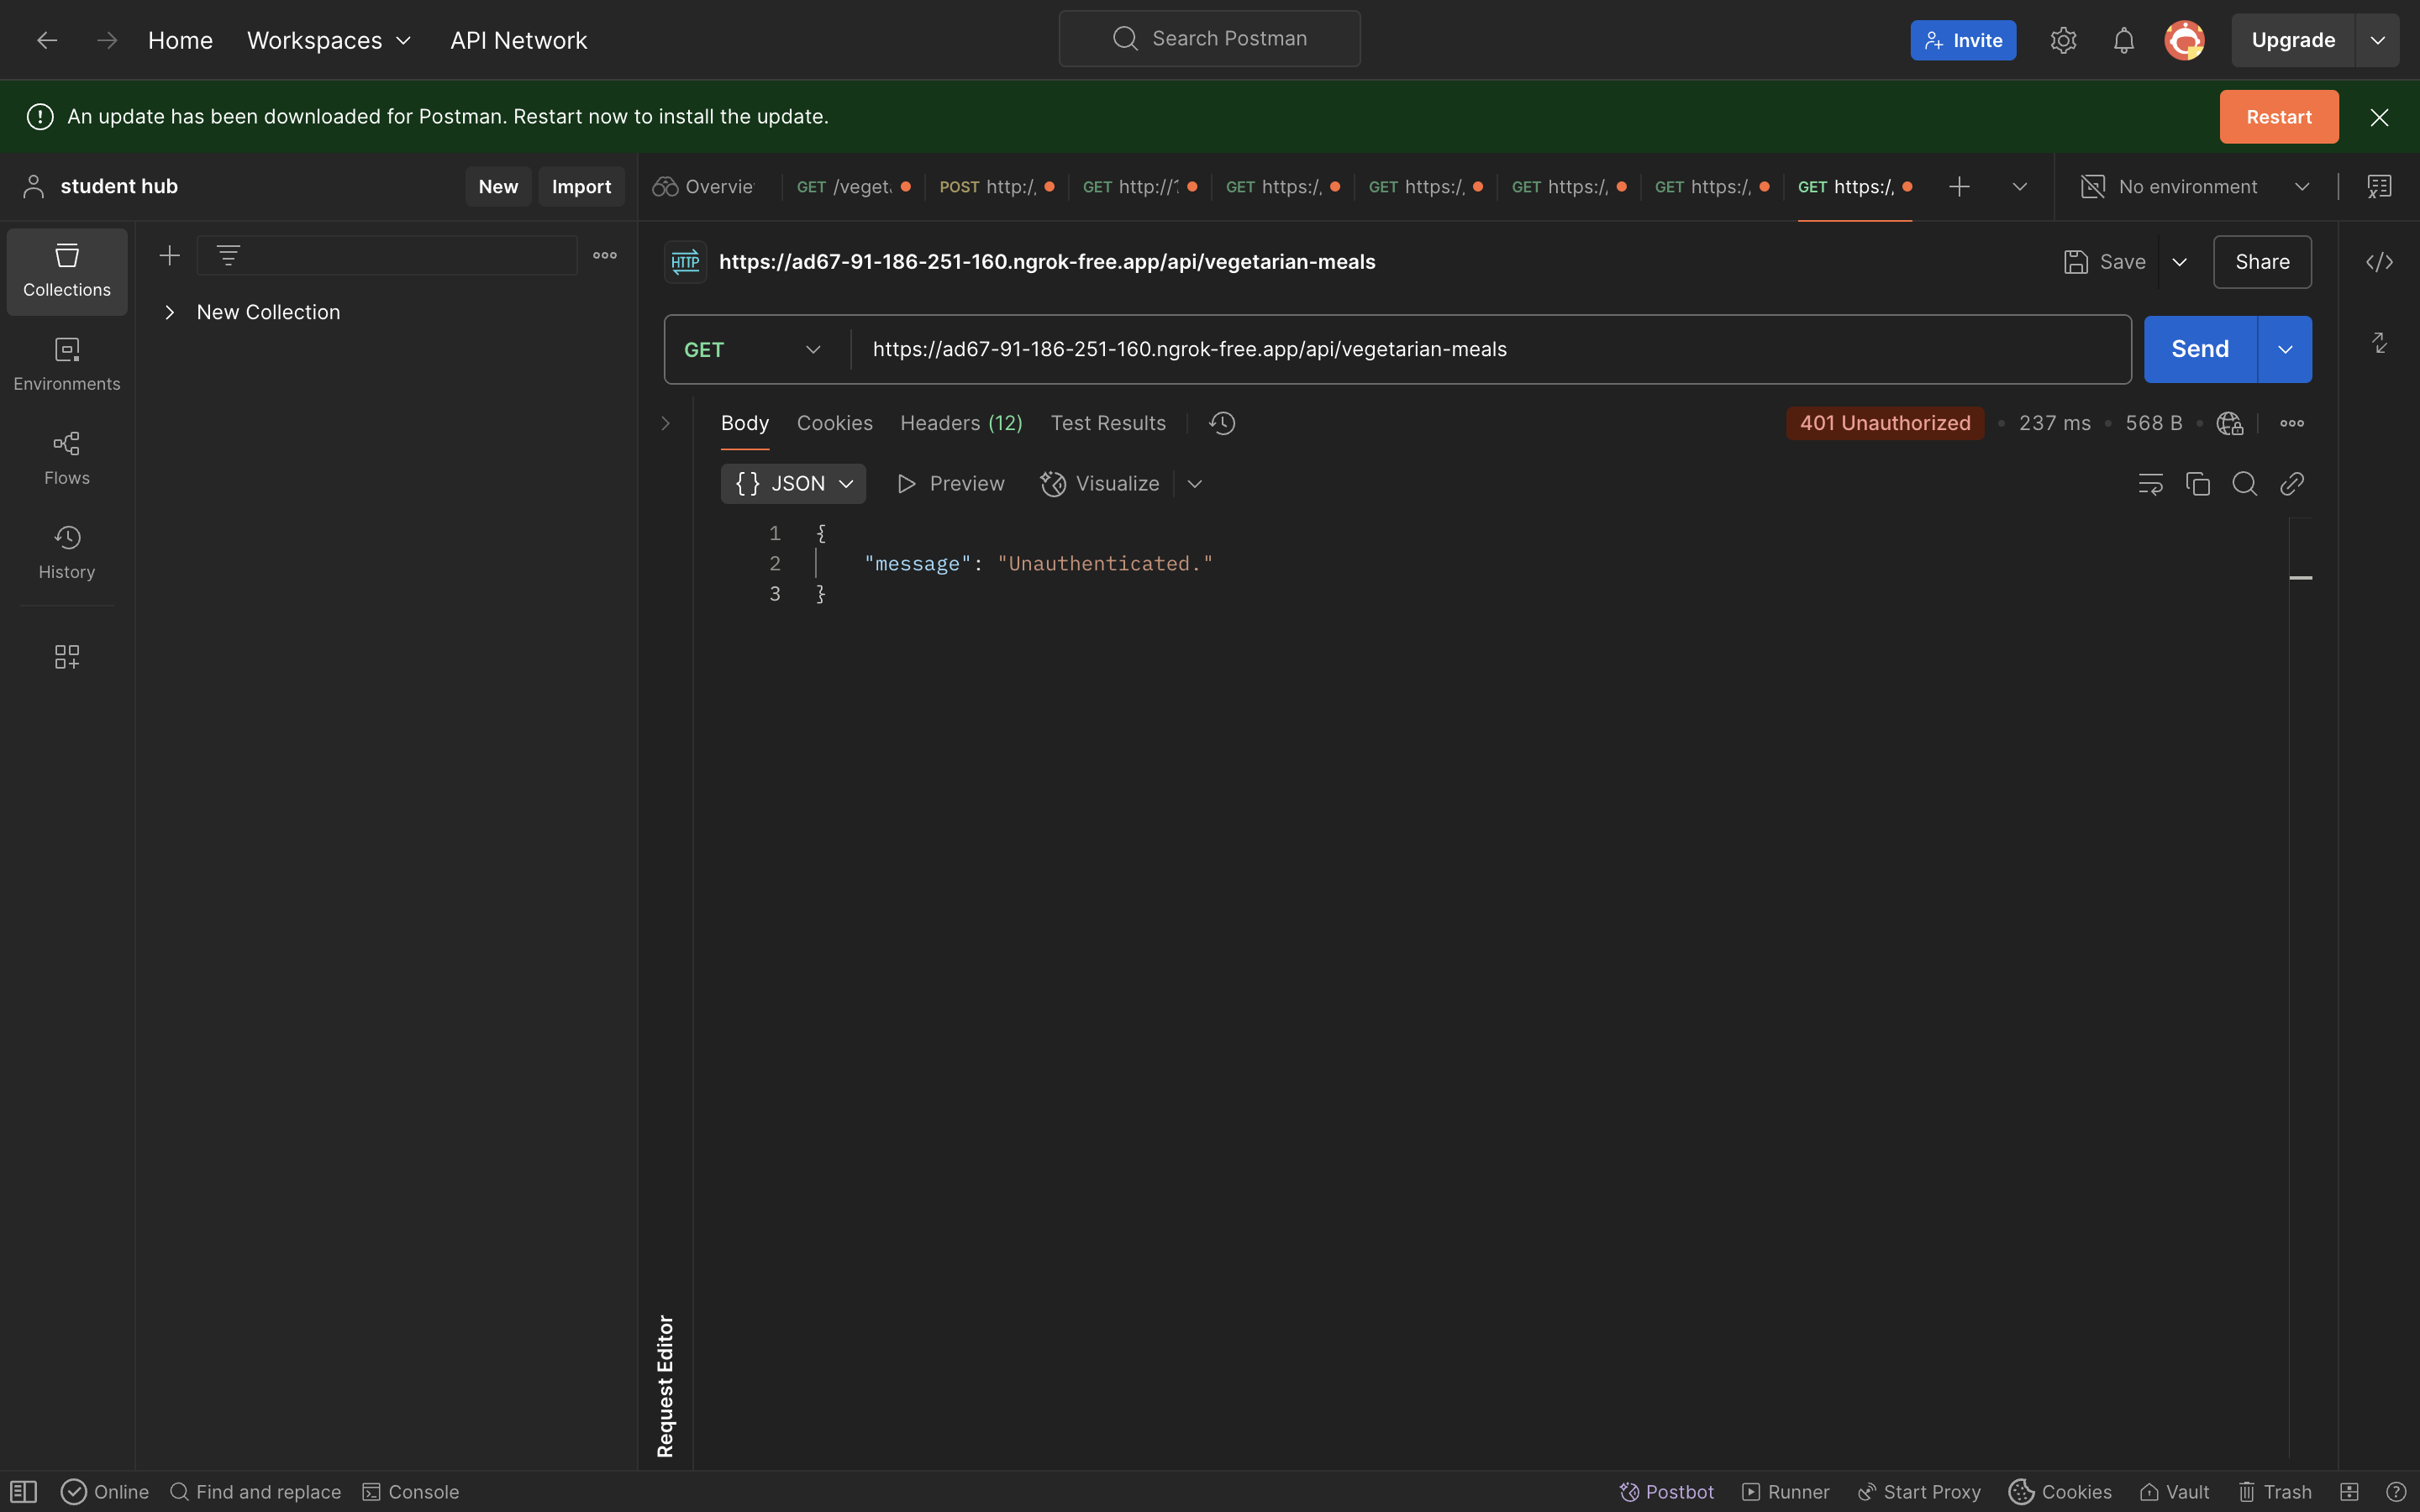 Home Workspaces API Network Search Postman Invite Upgrade
An update has been downloaded for Postman. Restart now to install the update. Restart
student hub New Import Overvie GET /veget POST http:/, GET http:// GET https:/, GET https:/, GET https:/, GET https:/, GET https:/, No environment
Collections
Environments
Flows
History
New Collection
HTTP https://ad67-91-186-251-160.ngrok-free.app/api/vegetarian-meals Save Share
GET https://ad67-91-186-251-160.ngrok-free.app/api/vegetarian-meals Send
Body Cookies Headers (12) Test Results 401 Unauthorized • 237 ms • 568 B •
{} JSON Preview Visualize
1 {
2 "message": "Unauthenticated."
3 }
Request Editor
Online Find and replace Console Postbot Runner Start Proxy Cookies Vault Trash